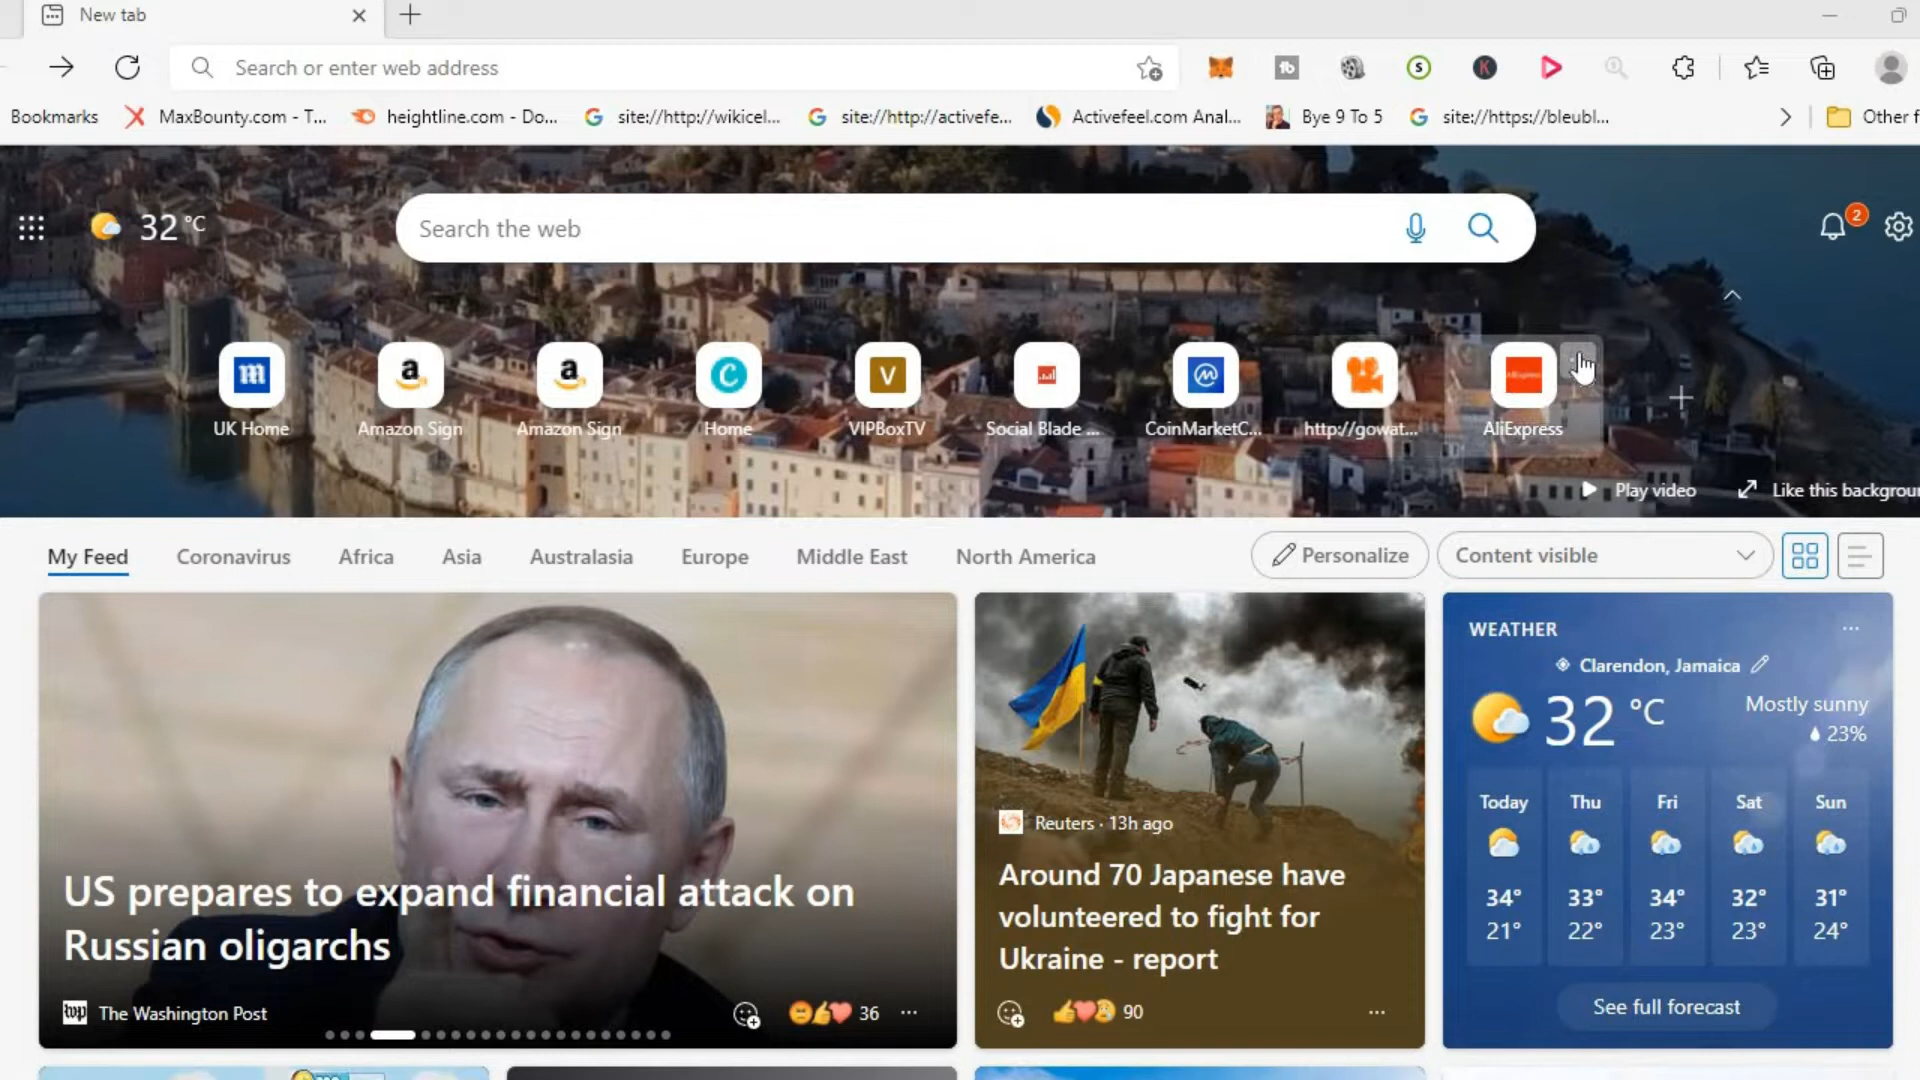 New tab
Search or enter web address
Bookmarks MaxBounty.com - T... heightline.com - Do... site://http://wikicel... site://http://activefe... Activefeel.com Anal... Bye 9 To 5 site://https://bleubl... Other f
32 °C
Search the web
2
UK Home
Amazon Sign
Amazon Sign
Home
VIPBoxTV
Social Blade ...
CoinMarketC...
http://gowat...
AliExpress
Play video
Like this backgrou
My Feed Coronavirus Africa Asia Australasia Europe Middle East North America
Personalize
Content visible
US prepares to expand financial attack on
Russian oligarchs
The Washington Post
36
Reuters · 13h ago
Around 70 Japanese have
volunteered to fight for
Ukraine - report
90
WEATHER
Clarendon, Jamaica
32 °C
Mostly sunny
23%
Today Thu Fri Sat Sun
34° 33° 34° 32° 31°
21° 22° 23° 23° 24°
See full forecast